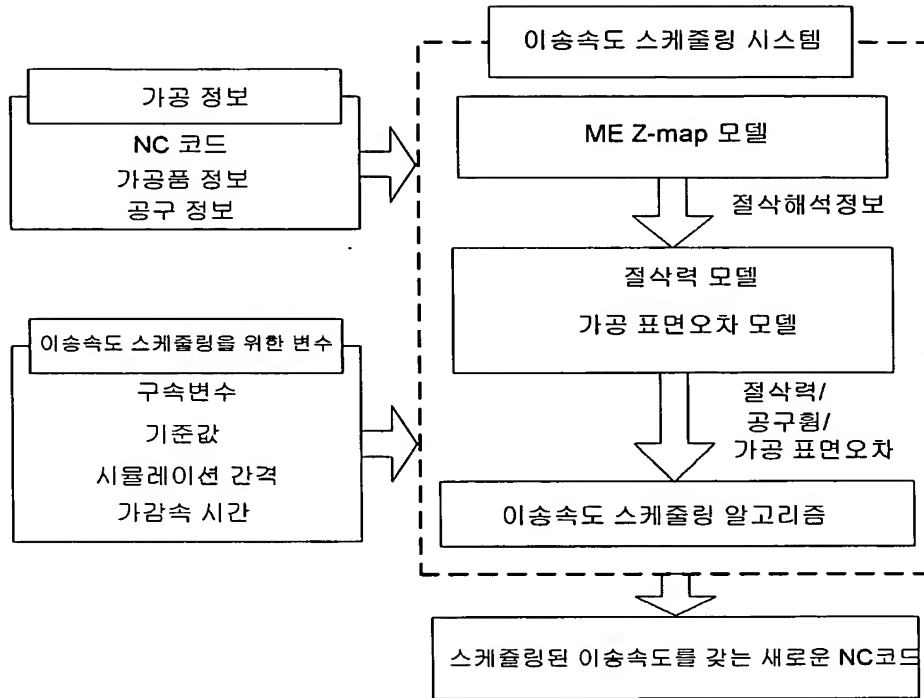 이송속도 스케줄링 시스템
가공 정보
NC 코드
가공품 정보
공구 정보
ME Z-map 모델
절삭해석정보
절삭력 모델
가공 표면오차 모델
이송속도 스케줄링을 위한 변수
구속변수
기준값
시뮬레이션 간격
가감속 시간
절삭력/
공구휨/
가공 표면오차
이송속도 스케줄링 알고리즘
스케쥴링된 이송속도를 갖는 새로운 NC코드